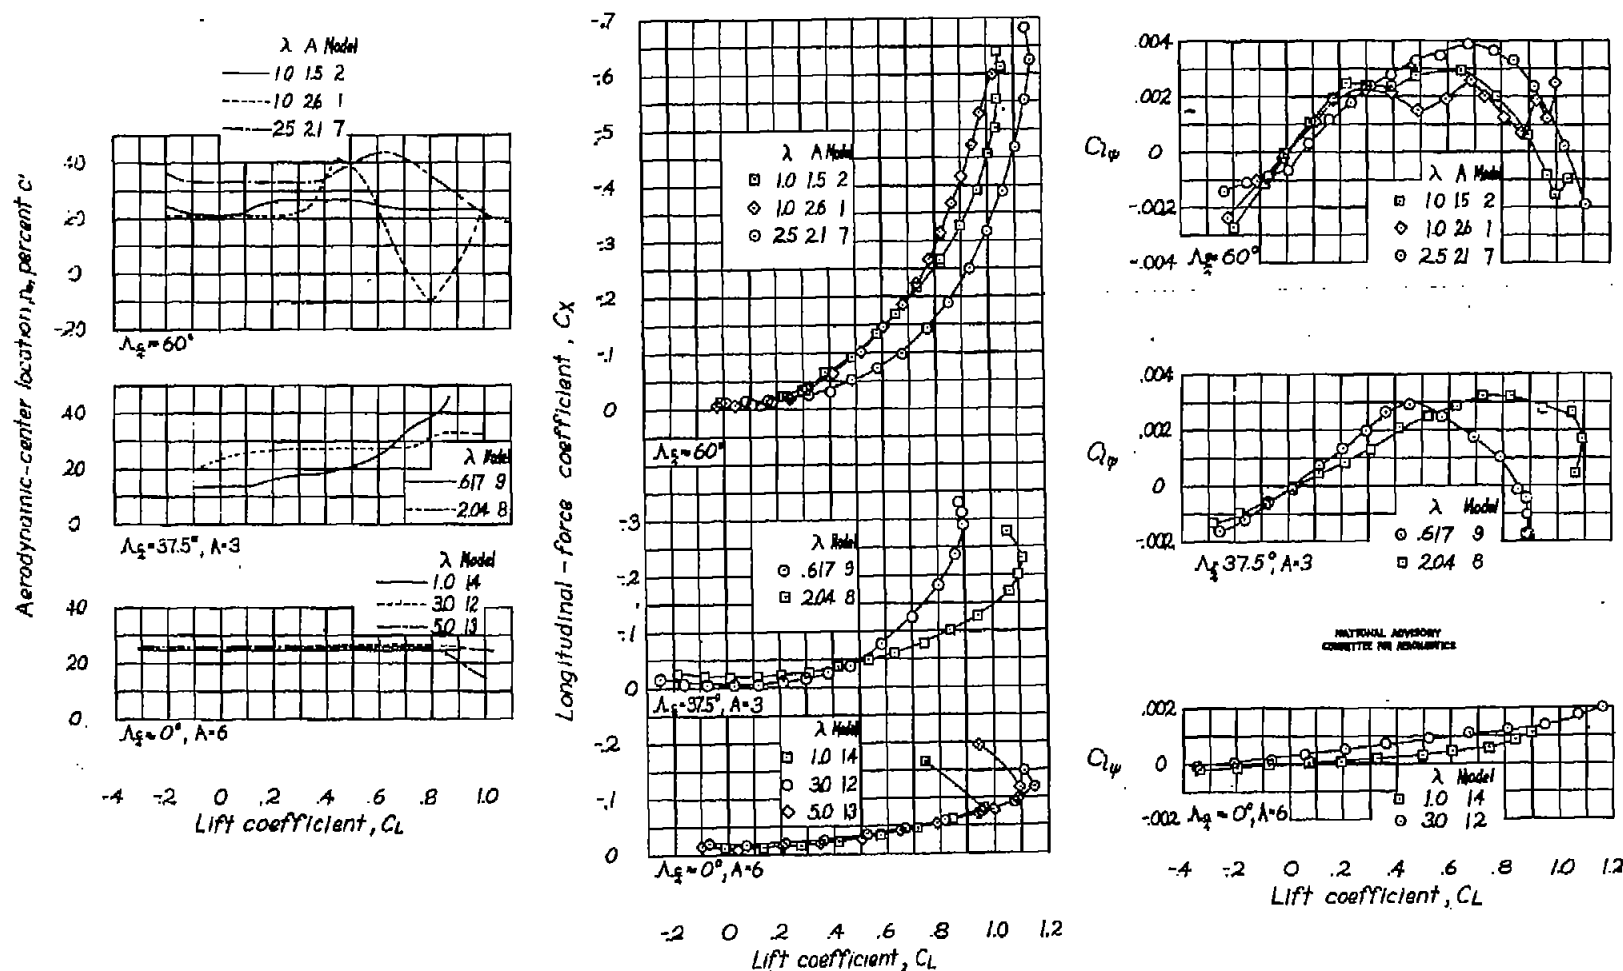 λ A Model
1.0 1.5 2
1.0 2.6 1
2.5 2.1 7
40
20
0
-20
Λc/4 = 60°
Aerodynamic-center location, n₀, percent c'
40
20
0
λ Model
.617 9
2.04 8
Λc/4 = 37.5°, A=3
λ Model
1.0 14
3.0 12
5.0 13
40
20
0
Λc/4 = 0°, A=6
-.4 -.2 0 .2 .4 .6 .8 1.0
Lift coefficient, CL
-.7
-.6
-.5
-.4
-.3
-.2
-.1
0
λ A Model
1.0 1.5 2
1.0 2.6 1
2.5 2.1 7
Λc/4 = 60°
Longitudinal-force coefficient, CX
-.3
-.2
-.1
0
λ Model
.617 9
2.04 8
Λc/4 = 37.5°, A=3
-.2
-.1
0
λ Model
1.0 14
3.0 12
5.0 13
Λc/4 = 0°, A=6
-.2 0 .2 .4 .6 .8 1.0 1.2
Lift coefficient, CL
.004
.002
0
-.002
-.004
Clψ
λ A Model
1.0 1.5 2
1.0 2.6 1
2.5 2.1 7
Λc/4 = 60°
.004
.002
0
-.002
Clψ
λ Model
.617 9
2.04 8
Λc/4 = 37.5°, A=3
NATIONAL ADVISORY
COMMITTEE FOR AERONAUTICS
.002
0
-.002
Clψ
λ Model
1.0 14
3.0 12
Λc/4 = 0°, A=6
-.4 -.2 0 .2 .4 .6 .8 1.0 1.2
Lift coefficient, CL